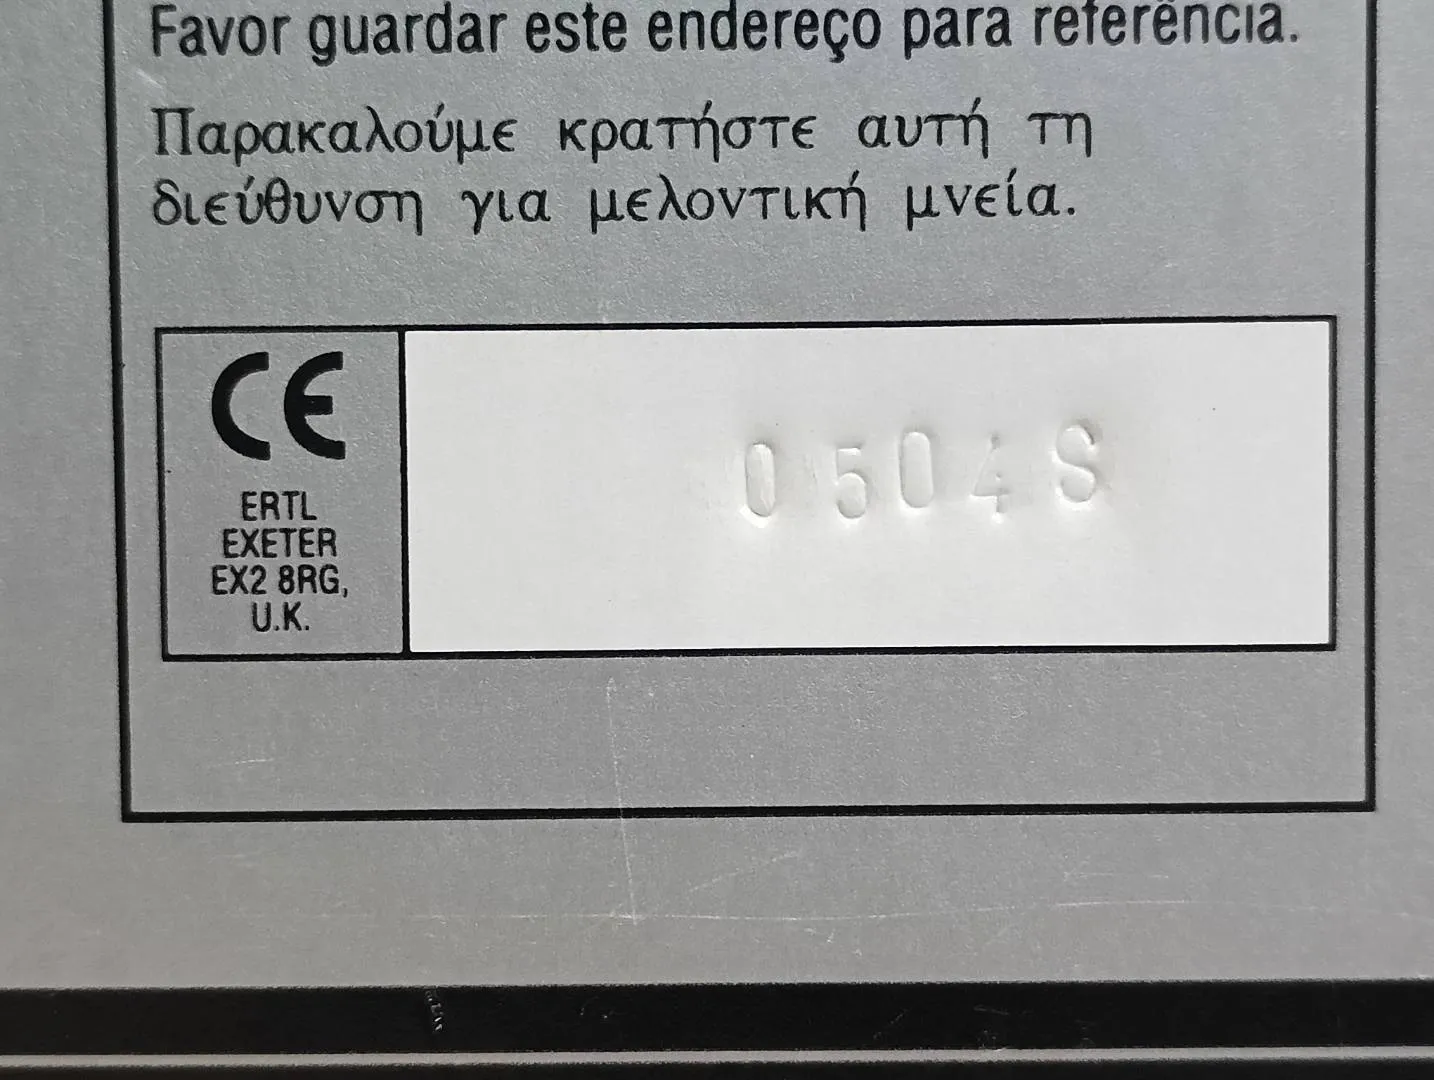 Favor guardar este endereço para referência.
Παρακαλούμε κρατήστε αυτή τη
διεύθυνση για μελοντική μνεία.
CE
ERTL
EXETER
EX2 8RG,
U.K.
0504S